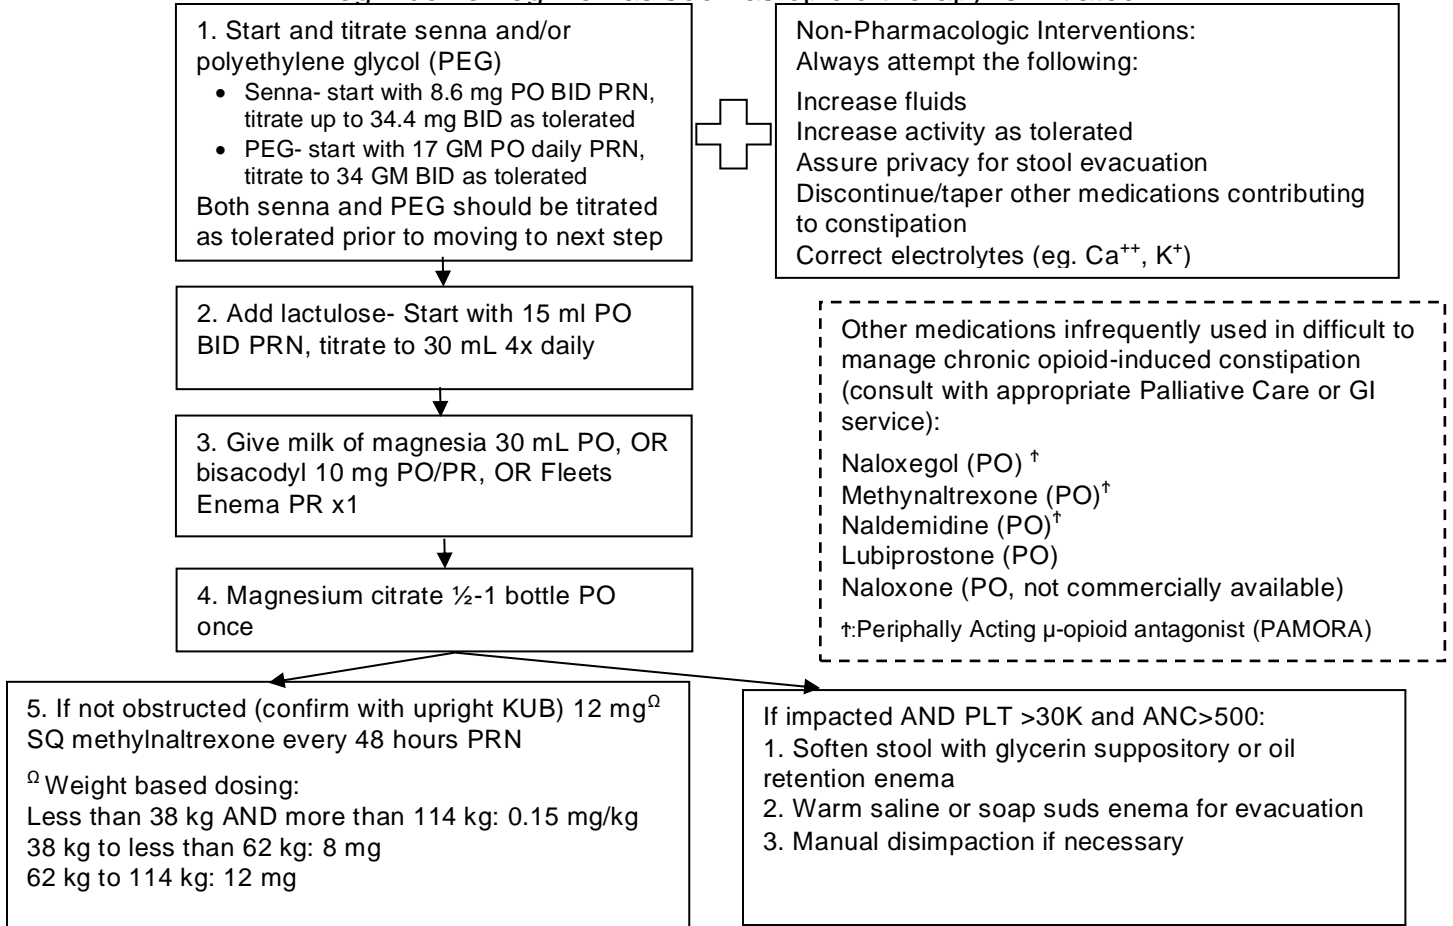 1. Start and titrate senna and/or
polyethylene glycol (PEG)
• Senna- start with 8.6 mg PO BID PRN,
titrate up to 34.4 mg BID as tolerated
• PEG- start with 17 GM PO daily PRN,
titrate to 34 GM BID as tolerated
Both senna and PEG should be titrated
as tolerated prior to moving to next step
Non-Pharmacologic Interventions:
Always attempt the following:
Increase fluids
Increase activity as tolerated
Assure privacy for stool evacuation
Discontinue/taper other medications contributing
to constipation
Correct electrolytes (eg. Ca⁺⁺, K⁺)
2. Add lactulose- Start with 15 ml PO
BID PRN, titrate to 30 mL 4x daily
3. Give milk of magnesia 30 mL PO, OR
bisacodyl 10 mg PO/PR, OR Fleets
Enema PR x1
4. Magnesium citrate ½-1 bottle PO
once
Other medications infrequently used in difficult to
manage chronic opioid-induced constipation
(consult with appropriate Palliative Care or GI
service):
Naloxegol (PO) †
Methynaltrexone (PO)†
Naldemidine (PO)†
Lubiprostone (PO)
Naloxone (PO, not commercially available)
†:Periphally Acting µ-opioid antagonist (PAMORA)
5. If not obstructed (confirm with upright KUB) 12 mgΩ
SQ methylnaltrexone every 48 hours PRN
Ω Weight based dosing:
Less than 38 kg AND more than 114 kg: 0.15 mg/kg
38 kg to less than 62 kg: 8 mg
62 kg to 114 kg: 12 mg
If impacted AND PLT >30K and ANC>500:
1. Soften stool with glycerin suppository or oil
retention enema
2. Warm saline or soap suds enema for evacuation
3. Manual disimpaction if necessary